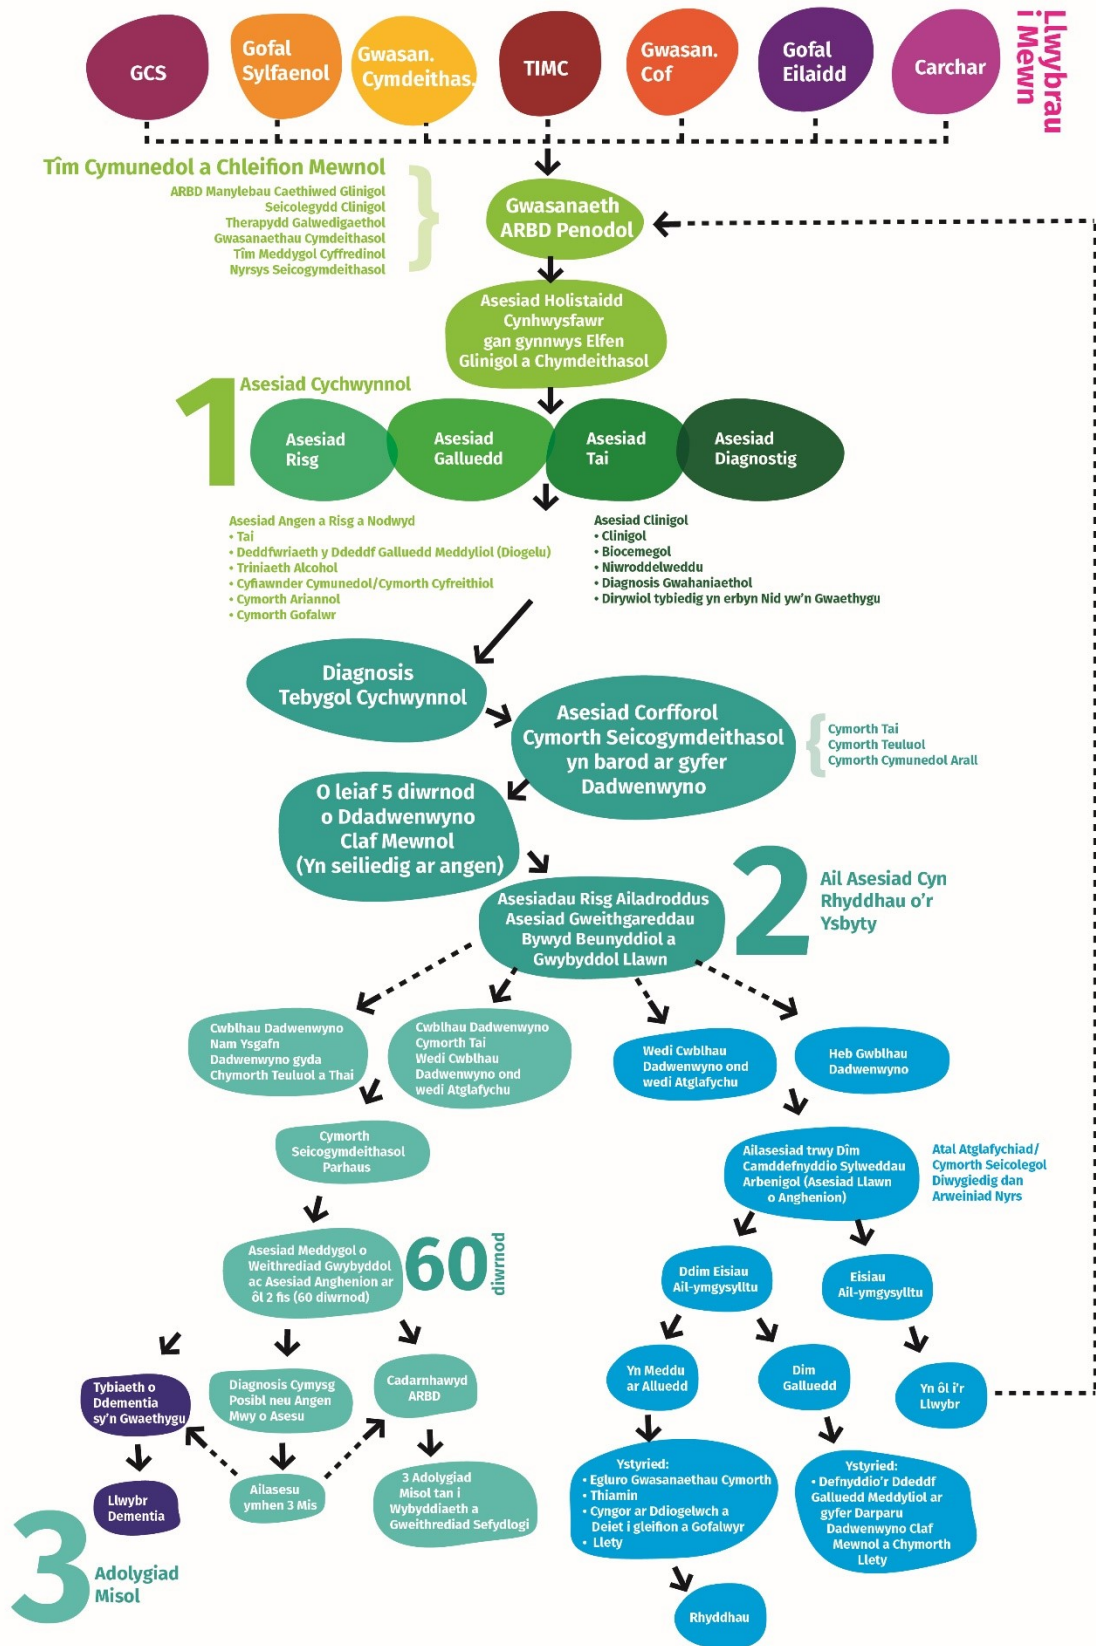 GCS
Gofal
Sylfaenol
Gwasan.
Cymdeithas.
TIMC
Gwasan.
Cof
Gofal
Eilaidd
Carchar
Llwybrau
i Mewn
Tîm Cymunedol a Chleifion Mewnol
ARBD Manylebau Caethiwed Glinigol
Seicolegydd Clinigol
Therapydd Galwedigaethol
Gwasanaethau Cymdeithasol
Tîm Meddygol Cyffredinol
Nyrsys Seicogymdeithasol
Gwasanaeth
ARBD Penodol
Asesiad Holistaidd
Cynhwysfawr
gan gynnwys Elfen
Glinigol a Chymdeithasol
1
Asesiad Cychwynnol
Asesiad
Risg
Asesiad
Galluedd
Asesiad
Tai
Asesiad
Diagnostig
Asesiad Angen a Risg a Nodwyd
• Tai
• Deddfwriaeth y Ddeddf Galluedd Meddyliol (Diogelu)
• Triniaeth Alcohol
• Cyfiawnder Cymunedol/Cymorth Cyfreithiol
• Cymorth Ariannol
• Cymorth Gofalwr
Asesiad Clinigol
• Clinigol
• Biocemegol
• Niwroddelweddu
• Diagnosis Gwahaniaethol
• Dirywiol tybiedig yn erbyn Nid yw'n Gwaethygu
Diagnosis
Tebygol Cychwynnol
Asesiad Corfforol
Cymorth Seicogymdeithasol
yn barod ar gyfer
Dadwenwyno
Cymorth Tai
Cymorth Teuluol
Cymorth Cymunedol Arall
O leiaf 5 diwrnod
o Ddadwenwyno
Claf Mewnol
(Yn seiliedig ar angen)
Asesiadau Risg Ailadroddus
Asesiad Gweithgareddau
Bywyd Beunyddiol a
Gwybyddol Llawn
2
Ail Asesiad Cyn
Rhyddhau o'r
Ysbyty
Cwblhau Dadwenwyno
Nam Ysgafn
Dadwenwyno gyda
Chymorth Teuluol a Thai
Cwblhau Dadwenwyno
Cymorth Tai
Wedi Cwblhau
Dadwenwyno ond
wedi Atglafychu
Wedi Cwblhau
Dadwenwyno ond
wedi Atglafychu
Heb Gwblhau
Dadwenwyno
Cymorth
Seicogymdeithasol
Parhaus
Ailasesiad trwy Dîm
Camddefnyddio Sylweddau
Arbenigol (Asesiad Llawn
o Anghenion)
Atal Atglafychiad/
Cymorth Seicolegol
Diwygiedig dan
Arweiniad Nyrs
Asesiad Meddygol o
Weithrediad Gwybyddol
ac Asesiad Anghenion ar
ôl 2 fis (60 diwrnod)
60
diwrnod
Ddim Eisiau
Ail-ymgysylltu
Eisiau
Ail-ymgysylltu
Tybiaeth o
Ddementia
sy'n Gwaethygu
Diagnosis Cymysg
Posibl neu Angen
Mwy o Asesu
Cadarnhawyd
ARBD
Yn Meddu
ar Alluedd
Dim
Galluedd
Yn ôl i'r
Llwybr
Llwybr
Dementia
Ailasesu
ymhen 3 Mis
3 Adolygiad
Misol tan i
Wybyddiaeth a
Gweithrediad Sefydlogi
Ystyried:
• Egluro Gwasanaethau Cymorth
• Thiamin
• Cyngor ar Ddiogelwch a
Deiet i gleifion a Gofalwyr
• Llety
Ystyried:
• Defnyddio'r Ddeddf
Galluedd Meddyliol ar
gyfer Darparu
Dadwenwyno Claf
Mewnol a Chymorth
Llety
3
Adolygiad
Misol
Rhyddhau